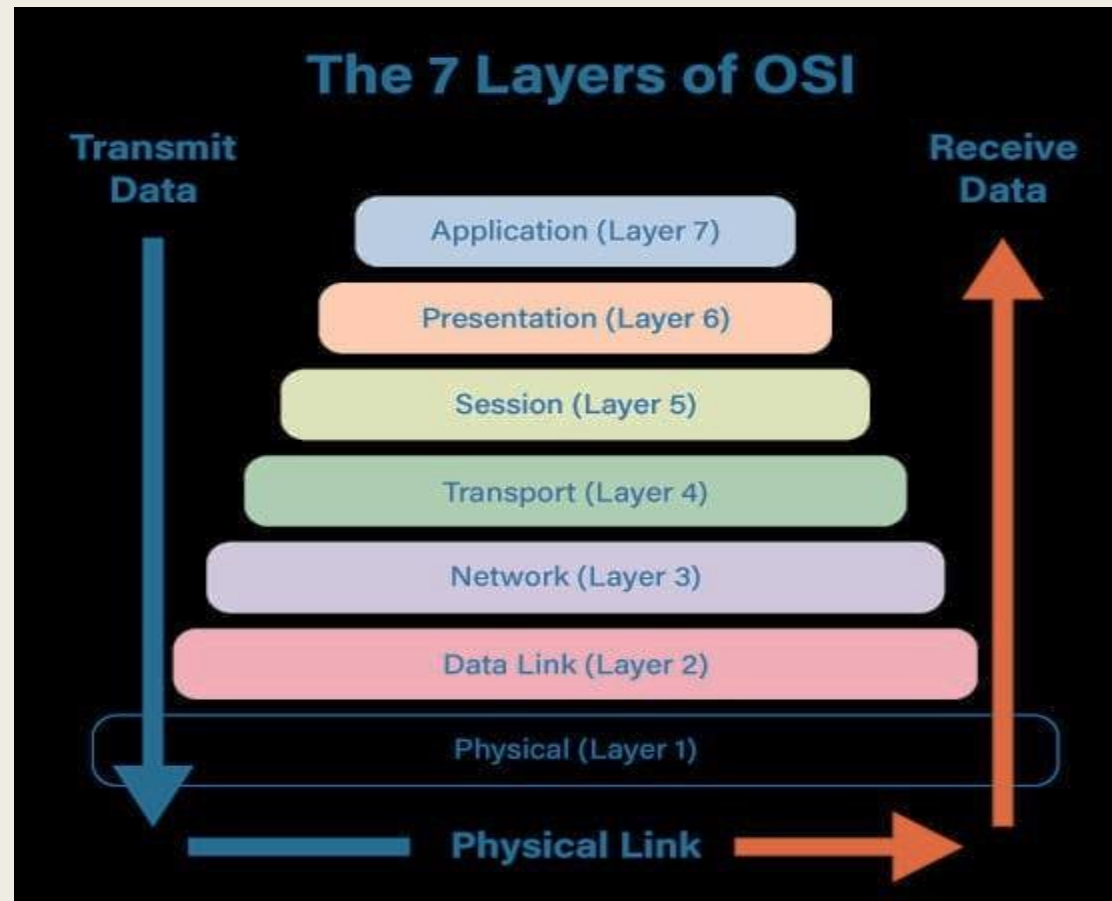 The 7 Layers of OSI
Transmit
Data
Receive
Data
Application (Layer 7)
Presentation (Layer 6)
Session (Layer 5)
Transport (Layer 4)
Network (Layer 3)
Data Link (Layer 2)
Physical (Layer 1)
Physical Link